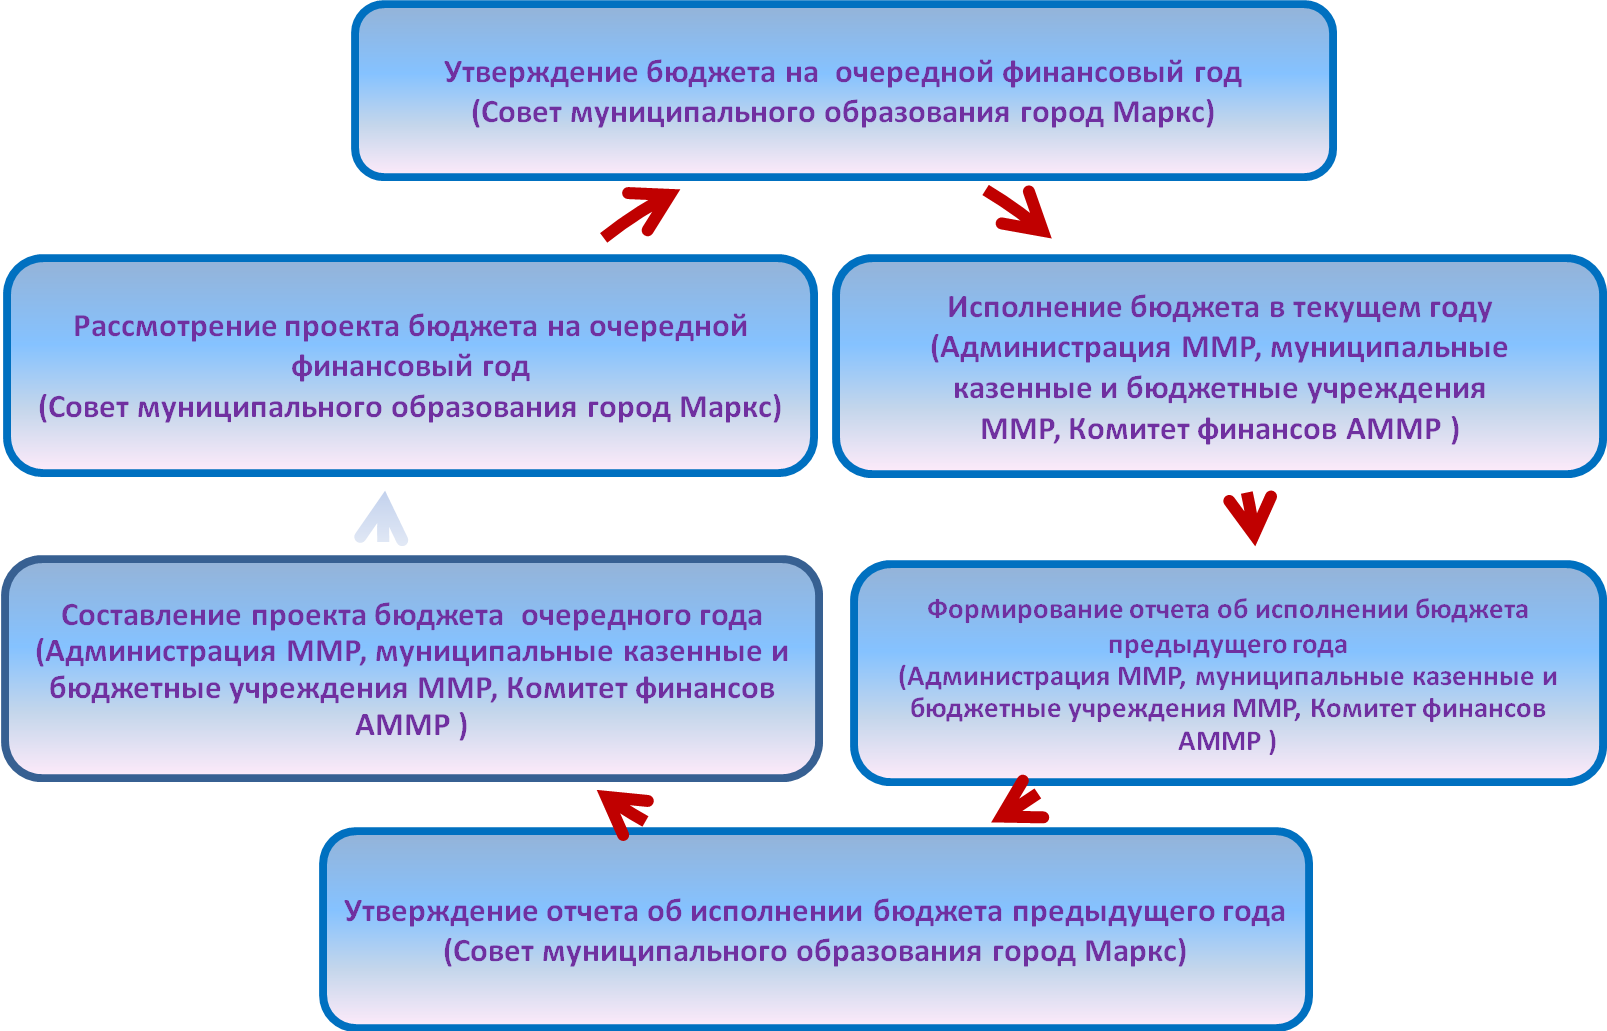 Утверждение бюджета на  очередной финансовый год
(Совет муниципального образования город Маркс)
Рассмотрение проекта бюджета на очередной
финансовый год
(Совет муниципального образования город Маркс)
Исполнение бюджета в текущем году
(Администрация ММР, муниципальные
казенные и бюджетные учреждения
ММР, Комитет финансов АММР )
Составление проекта бюджета  очередного года
(Администрация ММР, муниципальные казенные и
бюджетные учреждения ММР, Комитет финансов
АММР )
Формирование отчета об исполнении бюджета
предыдущего года
(Администрация ММР, муниципальные казенные и
бюджетные учреждения ММР, Комитет финансов
АММР )
Утверждение отчета об исполнении бюджета предыдущего года
(Совет муниципального образования город Маркс)